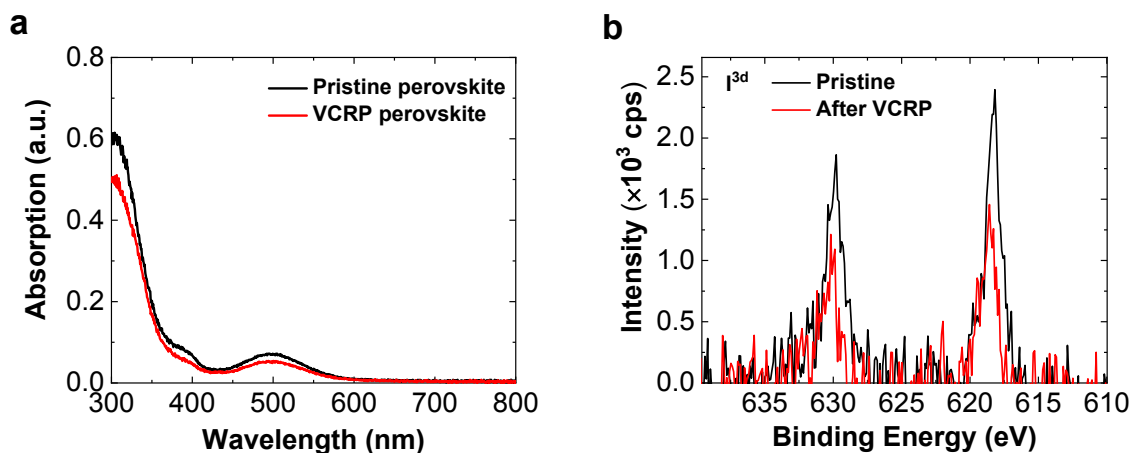 a
Absorption (a.u.)
0.8
0.6
0.4
0.2
0.0
Pristine perovskite
VCRP perovskite
300 400 500 600 700 800
Wavelength (nm)
b
Intensity (×10³ cps)
2.5
2.0
1.5
1.0
0.5
0.0
I³ᵈ
Pristine
After VCRP
635 630 625 620 615 610
Binding Energy (eV)